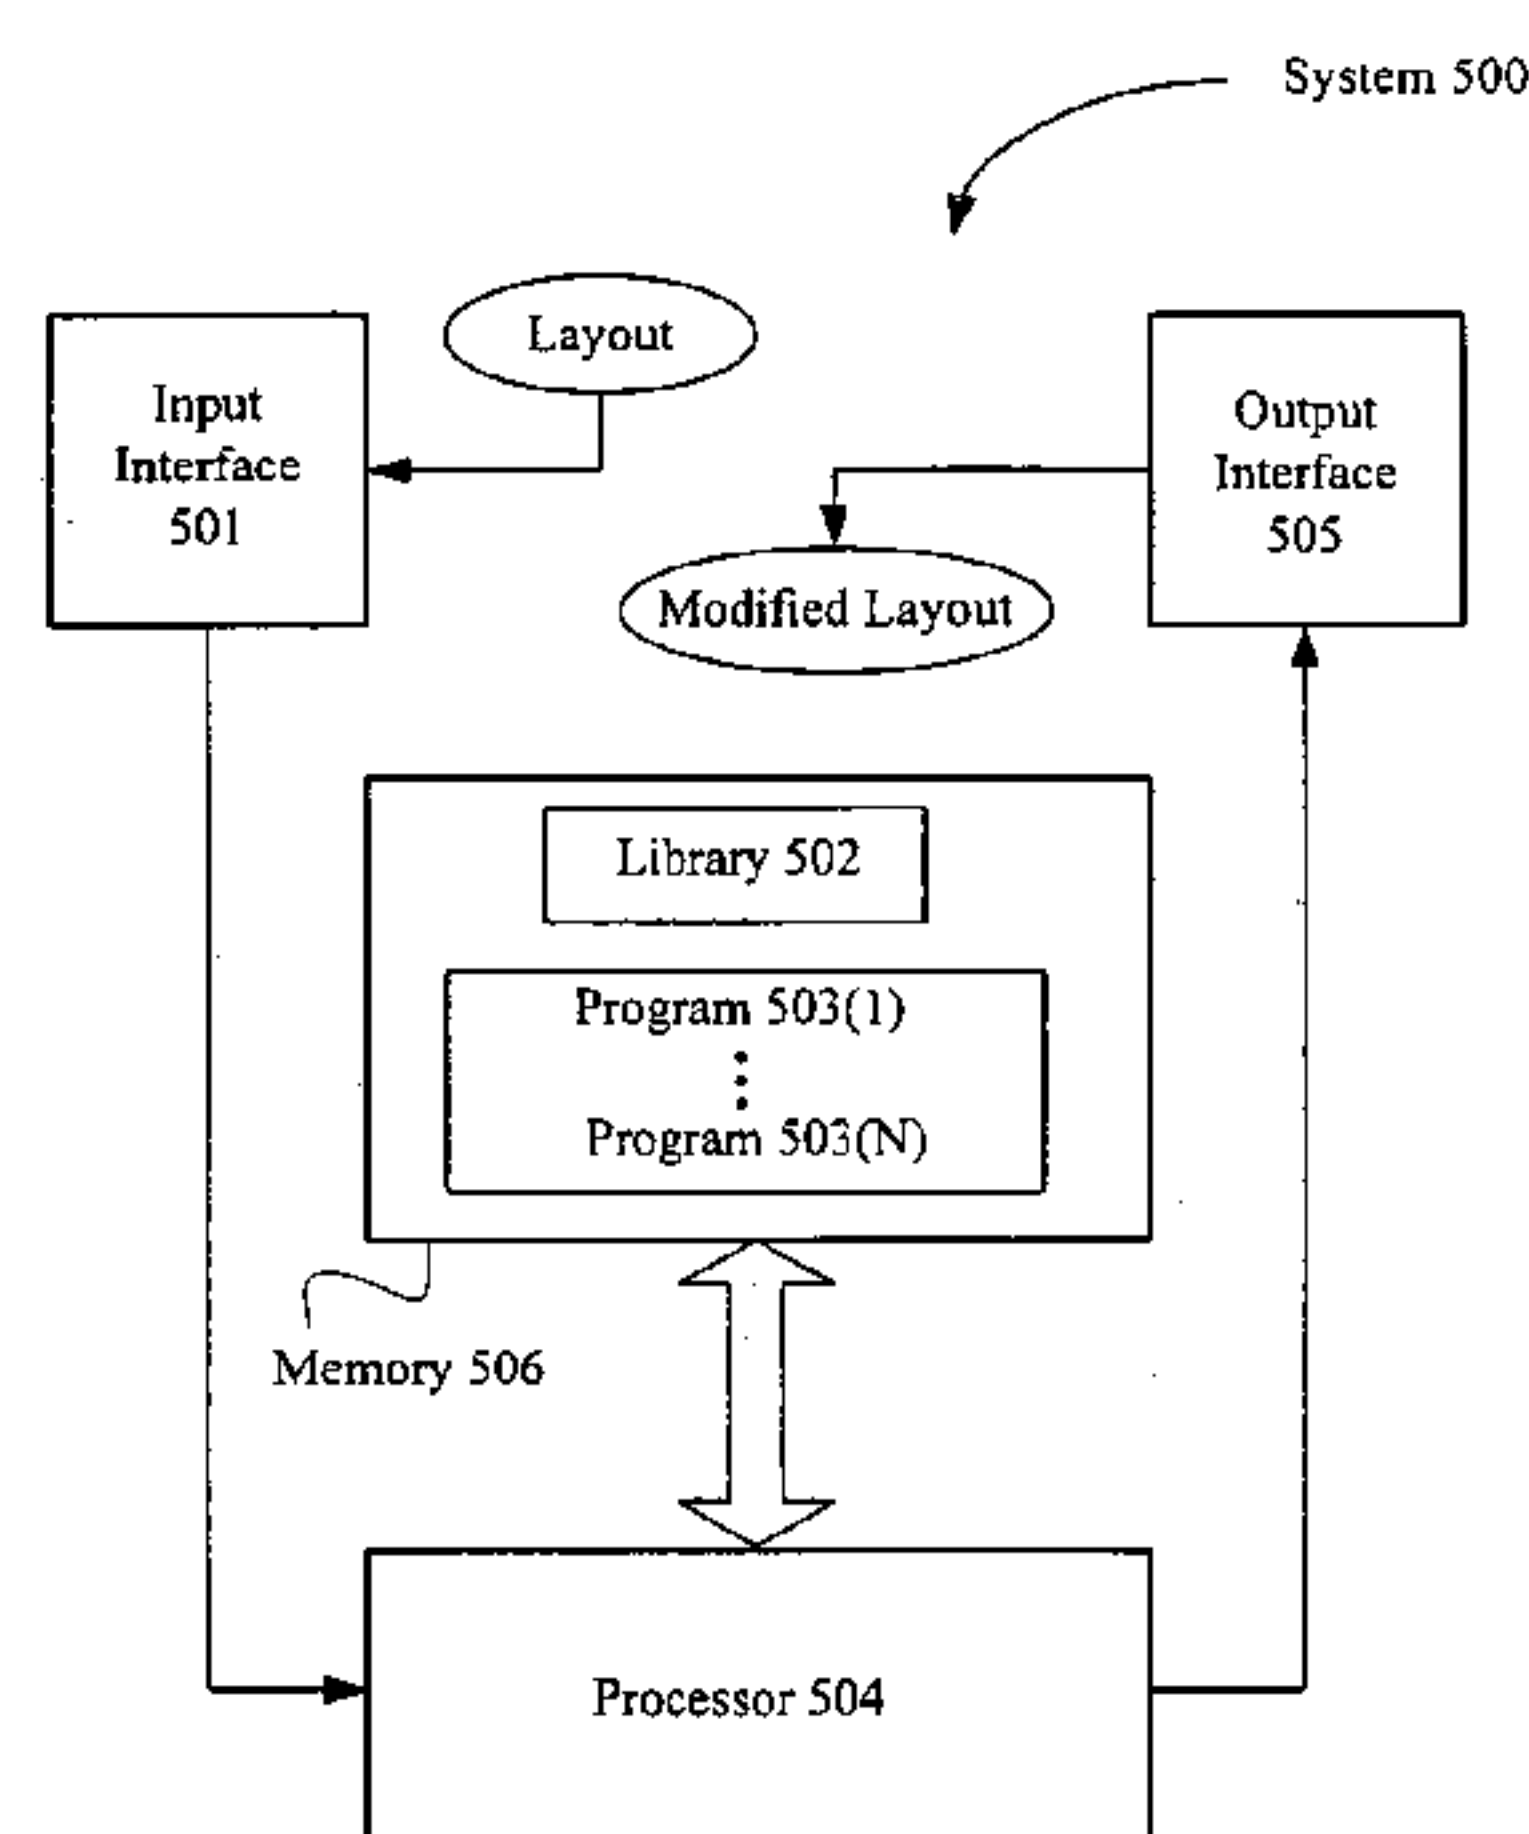 System 500
Layout
Input
Interface
501
Output
Interface
505
Modified Layout
Library 502
Program 503(1)
Program 503(N)
Memory 506
Processor 504